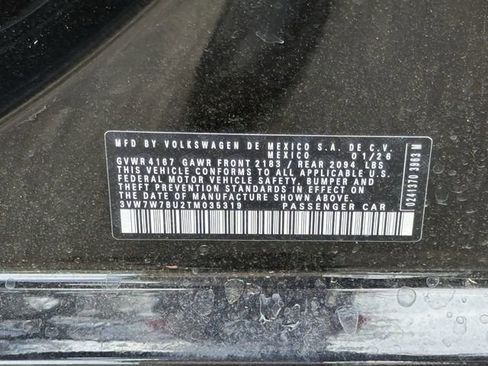 MFD BY VOLKSWAGEN DE MEXICO S.A. DE C.V.
MEXICO 01/26
GVWR 4167 GAWR FRONT 2183 / REAR 2094 LBS
THIS VEHICLE CONFORMS TO ALL APPLICABLE U.S.
FEDERAL MOTOR VEHICLE SAFETY, BUMPER AND
THEFT PREVENTION STANDARDS IN EFFECT ON
THE DATE OF MANUFACTURE SHOWN ABOVE.
3VW7W7BU2TM035319 PASSENGER CAR
0241370 3963 M